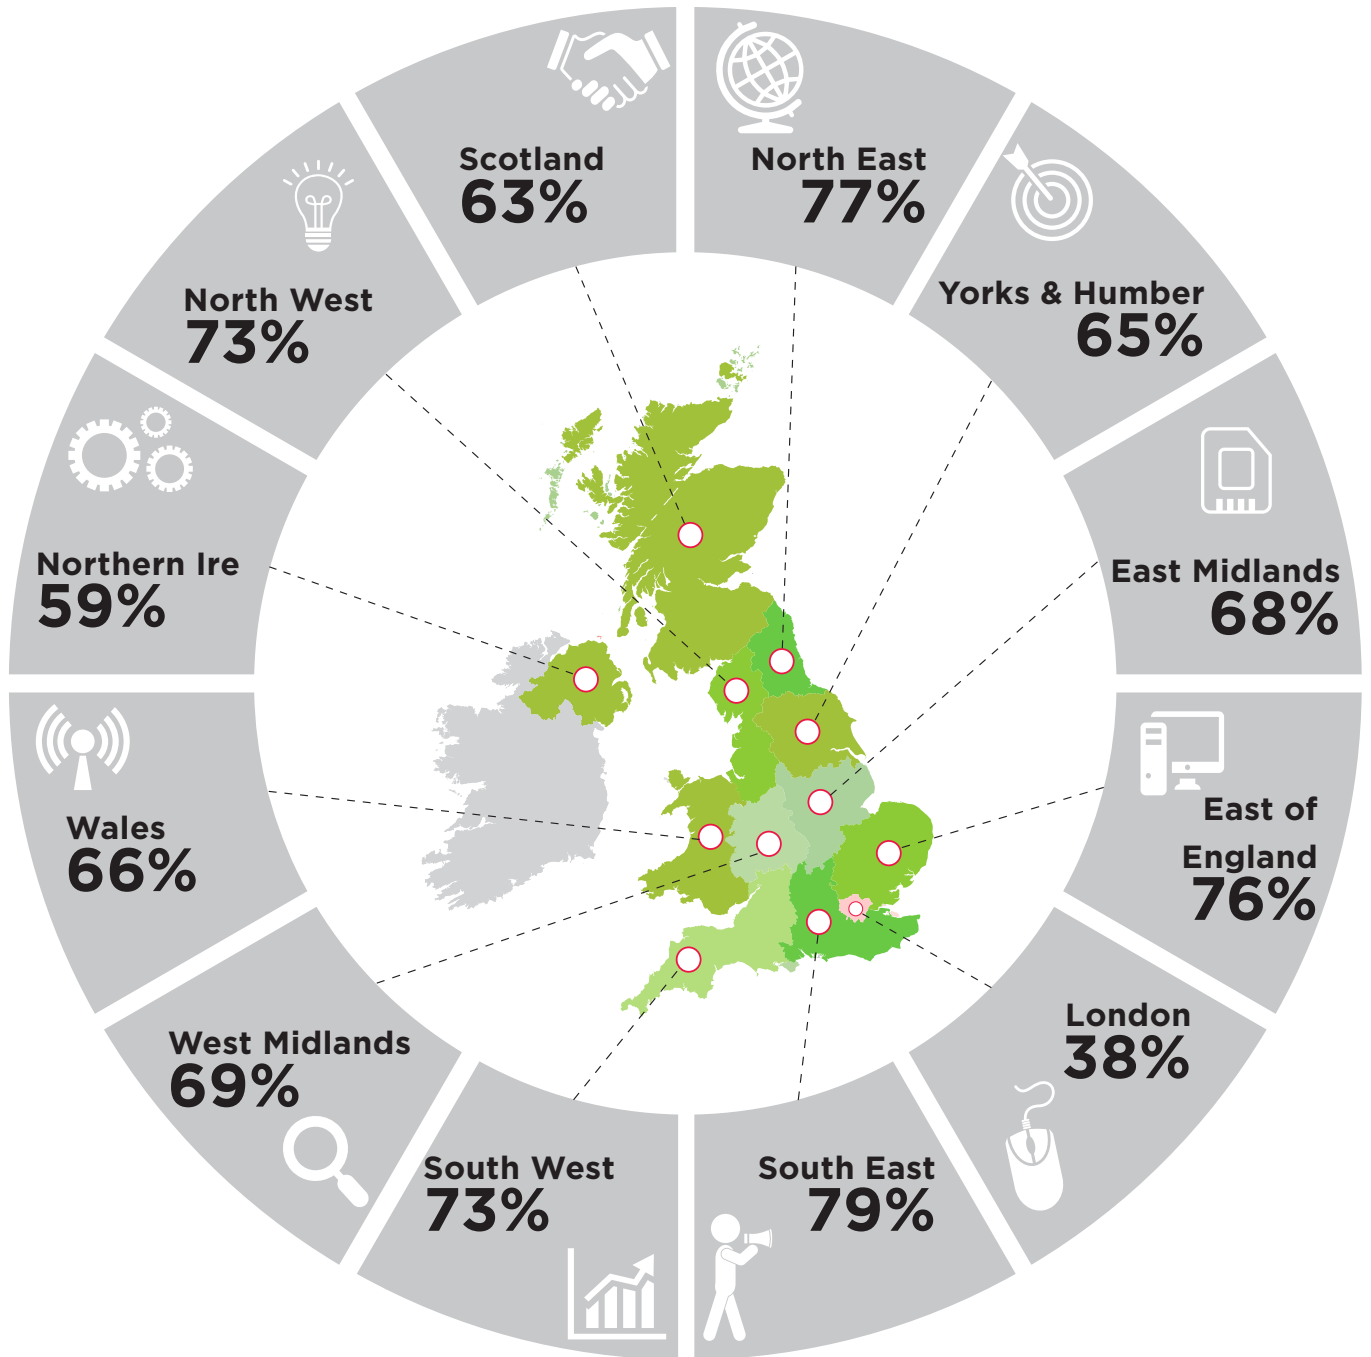 Scotland
63%
North East
77%
Yorks & Humber
65%
East Midlands
68%
East of
England
76%
London
38%
South East
79%
South West
73%
West Midlands
69%
Wales
66%
Northern Ire
59%
North West
73%